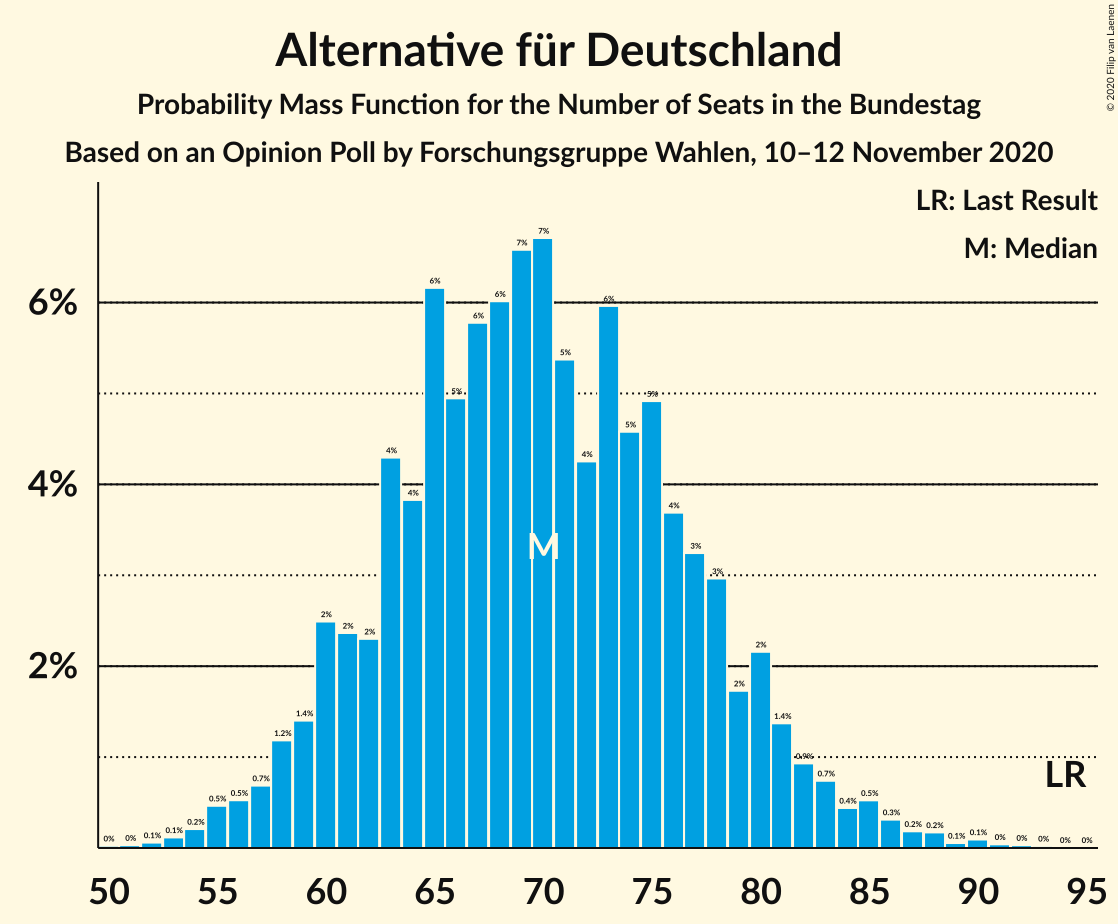 Alternative für Deutschland
Probability Mass Function for the Number of Seats in the Bundestag
Based on an Opinion Poll by Forschungsgruppe Wahlen, 10–12 November 2020
© 2020 Filip van Laenen
LR: Last Result
M: Median
6%
4%
2%
0% 0% 0.1% 0.1% 0.2% 0.5% 0.5% 0.7% 1.2% 1.4% 2% 2% 2% 4% 4% 6% 5% 6% 6% 7% 7% 5% 4% 6% 5% 5% 4% 3% 3% 2% 2% 1.4% 0.9% 0.7% 0.4% 0.5% 0.3% 0.2% 0.2% 0.1% 0.1% 0% 0% 0% 0% 0%
M
LR
50 55 60 65 70 75 80 85 90 95